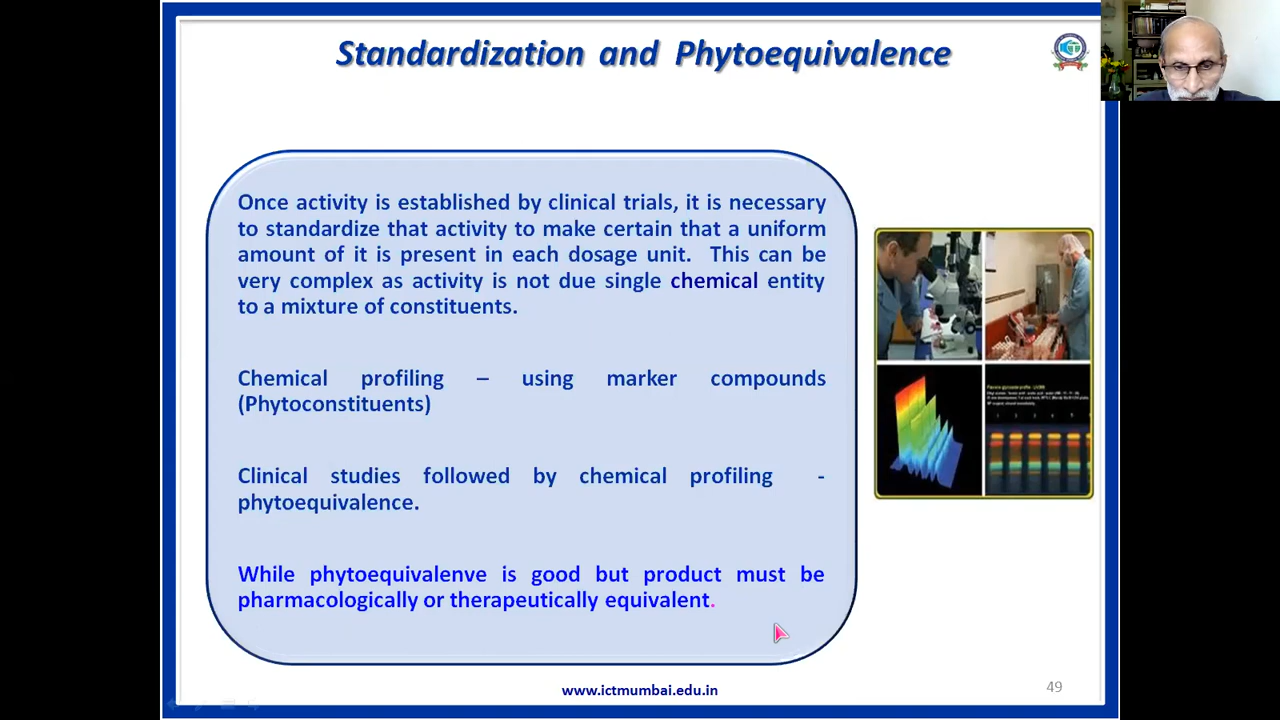 Standardization and Phytoequivalence
Once activity is established by clinical trials, it is necessary
to standardize that activity to make certain that a uniform
amount of it is present in each dosage unit. This can be
very complex as activity is not due single chemical entity
to a mixture of constituents.
Chemical profiling – using marker compounds
(Phytoconstituents)
Clinical studies followed by chemical profiling -
phytoequivalence.
While phytoequivalenve is good but product must be
pharmacologically or therapeutically equivalent.
www.ictmumbai.edu.in
49